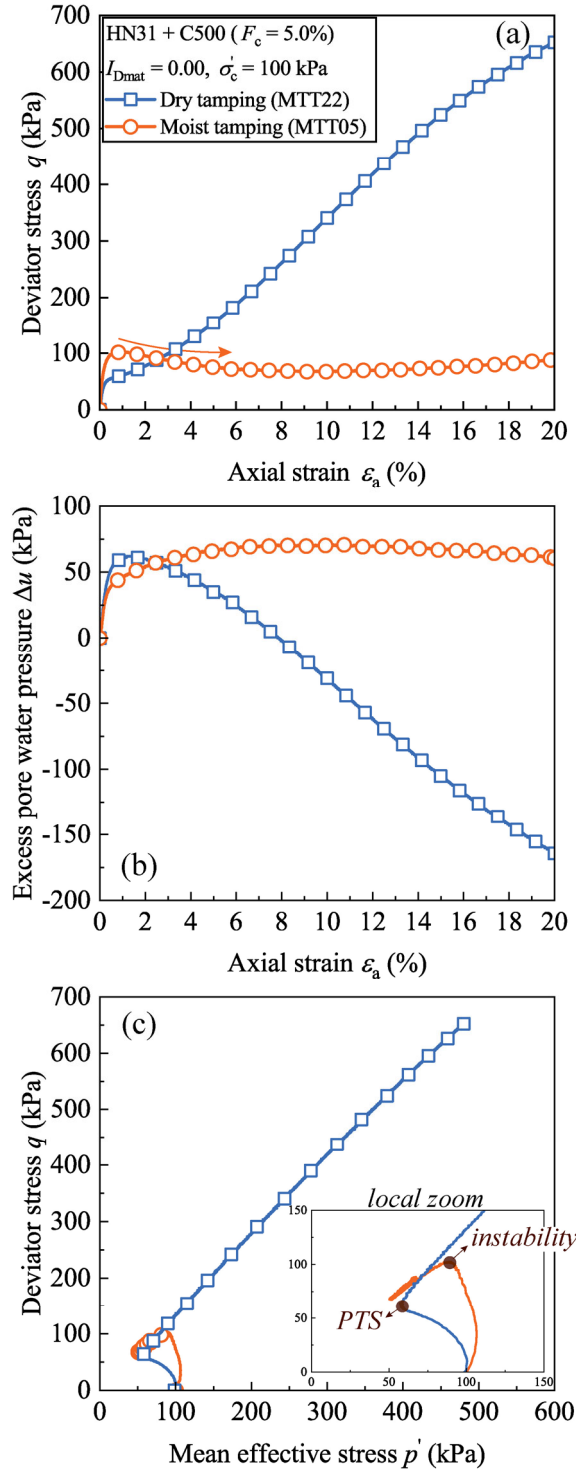 700
600
500
400
300
200
100
0
Deviator stress q (kPa)
(a)
HN31 + C500 ( Fc = 5.0%)
IDmat = 0.00, σ'c = 100 kPa
Dry tamping (MTT22)
Moist tamping (MTT05)
0 2 4 6 8 10 12 14 16 18 20
Axial strain εa (%)
100
50
0
-50
-100
-150
-200
Excess pore water pressure Δu (kPa)
(b)
0 2 4 6 8 10 12 14 16 18 20
Axial strain εa (%)
700
600
500
400
300
200
100
0
Deviator stress q (kPa)
(c)
local zoom
150
100
50
0
instability
PTS
0 50 100 150
0 100 200 300 400 500 600
Mean effective stress p' (kPa)